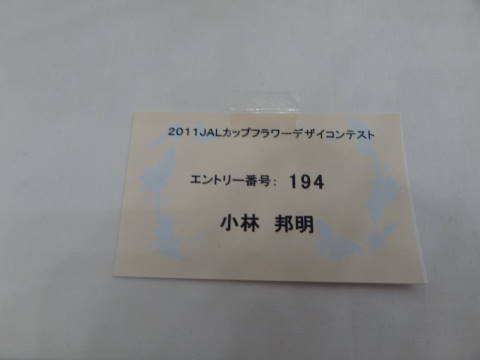 2011JALカップフラワーデザイコンテスト
エントリー番号: 194
小林 邦明